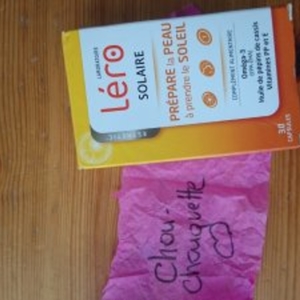 LABORATOIRE
Léro
SOLAIRE
PRÉPARE la PEAU
à prendre le SOLEIL
COMPLÉMENT ALIMENTAIRE
Oméga-3
Huile de pépins de cassis
Vitamines PP et E
30
CAPSULES
Chou-
chouquette